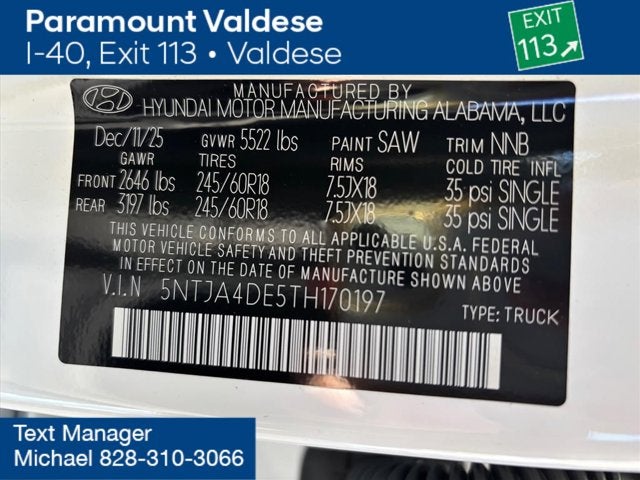 Paramount Valdese
I-40, Exit 113 • Valdese
EXIT
113
MANUFACTURED BY
HYUNDAI MOTOR MANUFACTURING ALABAMA, LLC
Dec/11/25 GVWR 5522 lbs PAINT SAW TRIM NNB
GAWR TIRES RIMS COLD TIRE INFL
FRONT 2646 lbs 245/60R18 7.5JX18 35 psi SINGLE
REAR 3197 lbs 245/60R18 7.5JX18 35 psi SINGLE
THIS VEHICLE CONFORMS TO ALL APPLICABLE U.S.A. FEDERAL
MOTOR VEHICLE SAFETY AND THEFT PREVENTION STANDARDS
IN EFFECT ON THE DATE OF MANUFACTURE SHOWN ABOVE
V.I.N 5NTJA4DE5TH170197
TYPE: TRUCK
Text Manager
Michael 828-310-3066